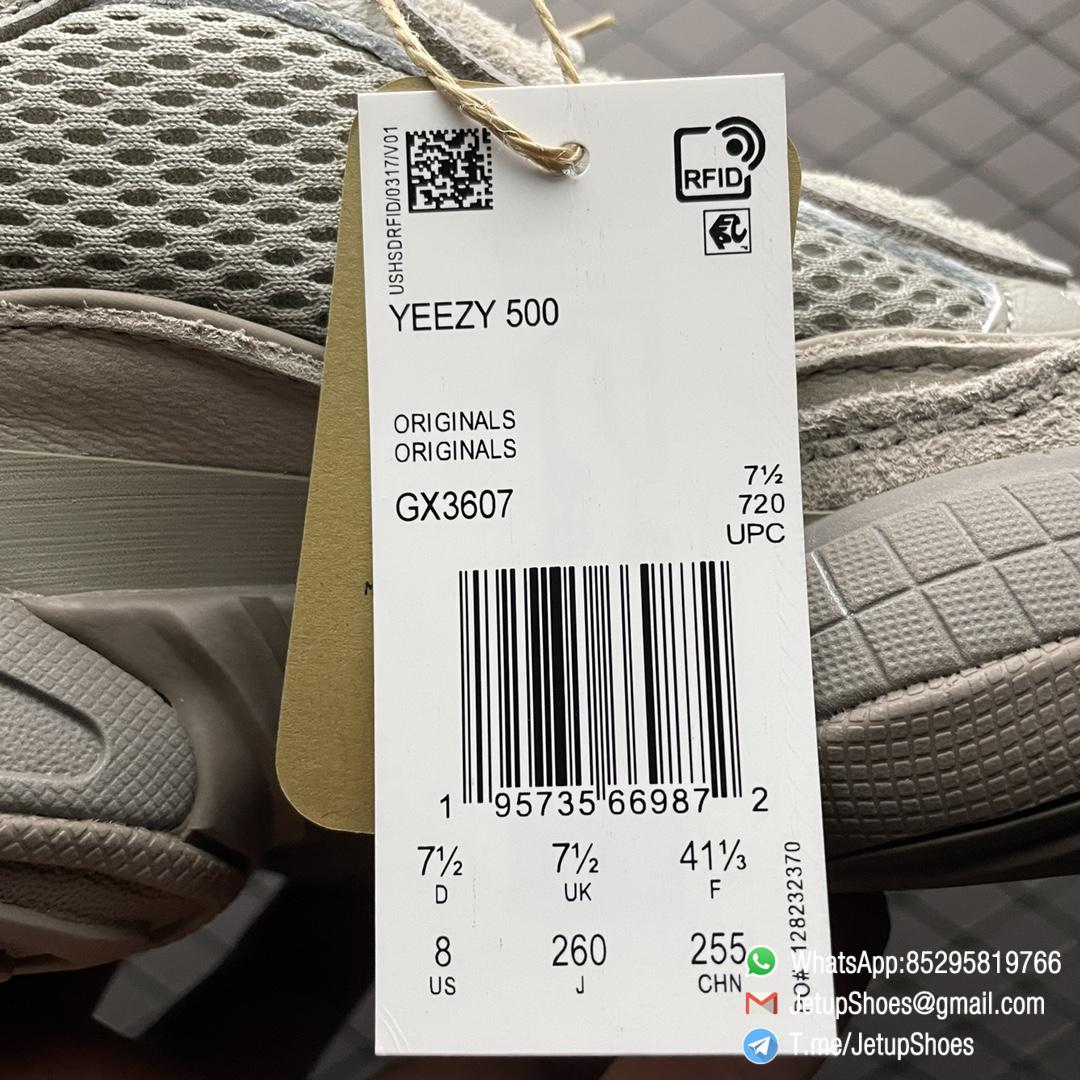 USHSDRFID/0317/V01
RFID
YEEZY 500
ORIGINALS
ORIGINALS
GX3607
7½
720
UPC
1 95735 66987 2
7½ 7½ 41⅓
D UK F
8 260 255
US J CHN
PO# 128232370
WhatsApp:85295819766
JetupShoes@gmail.com
T.me/JetupShoes